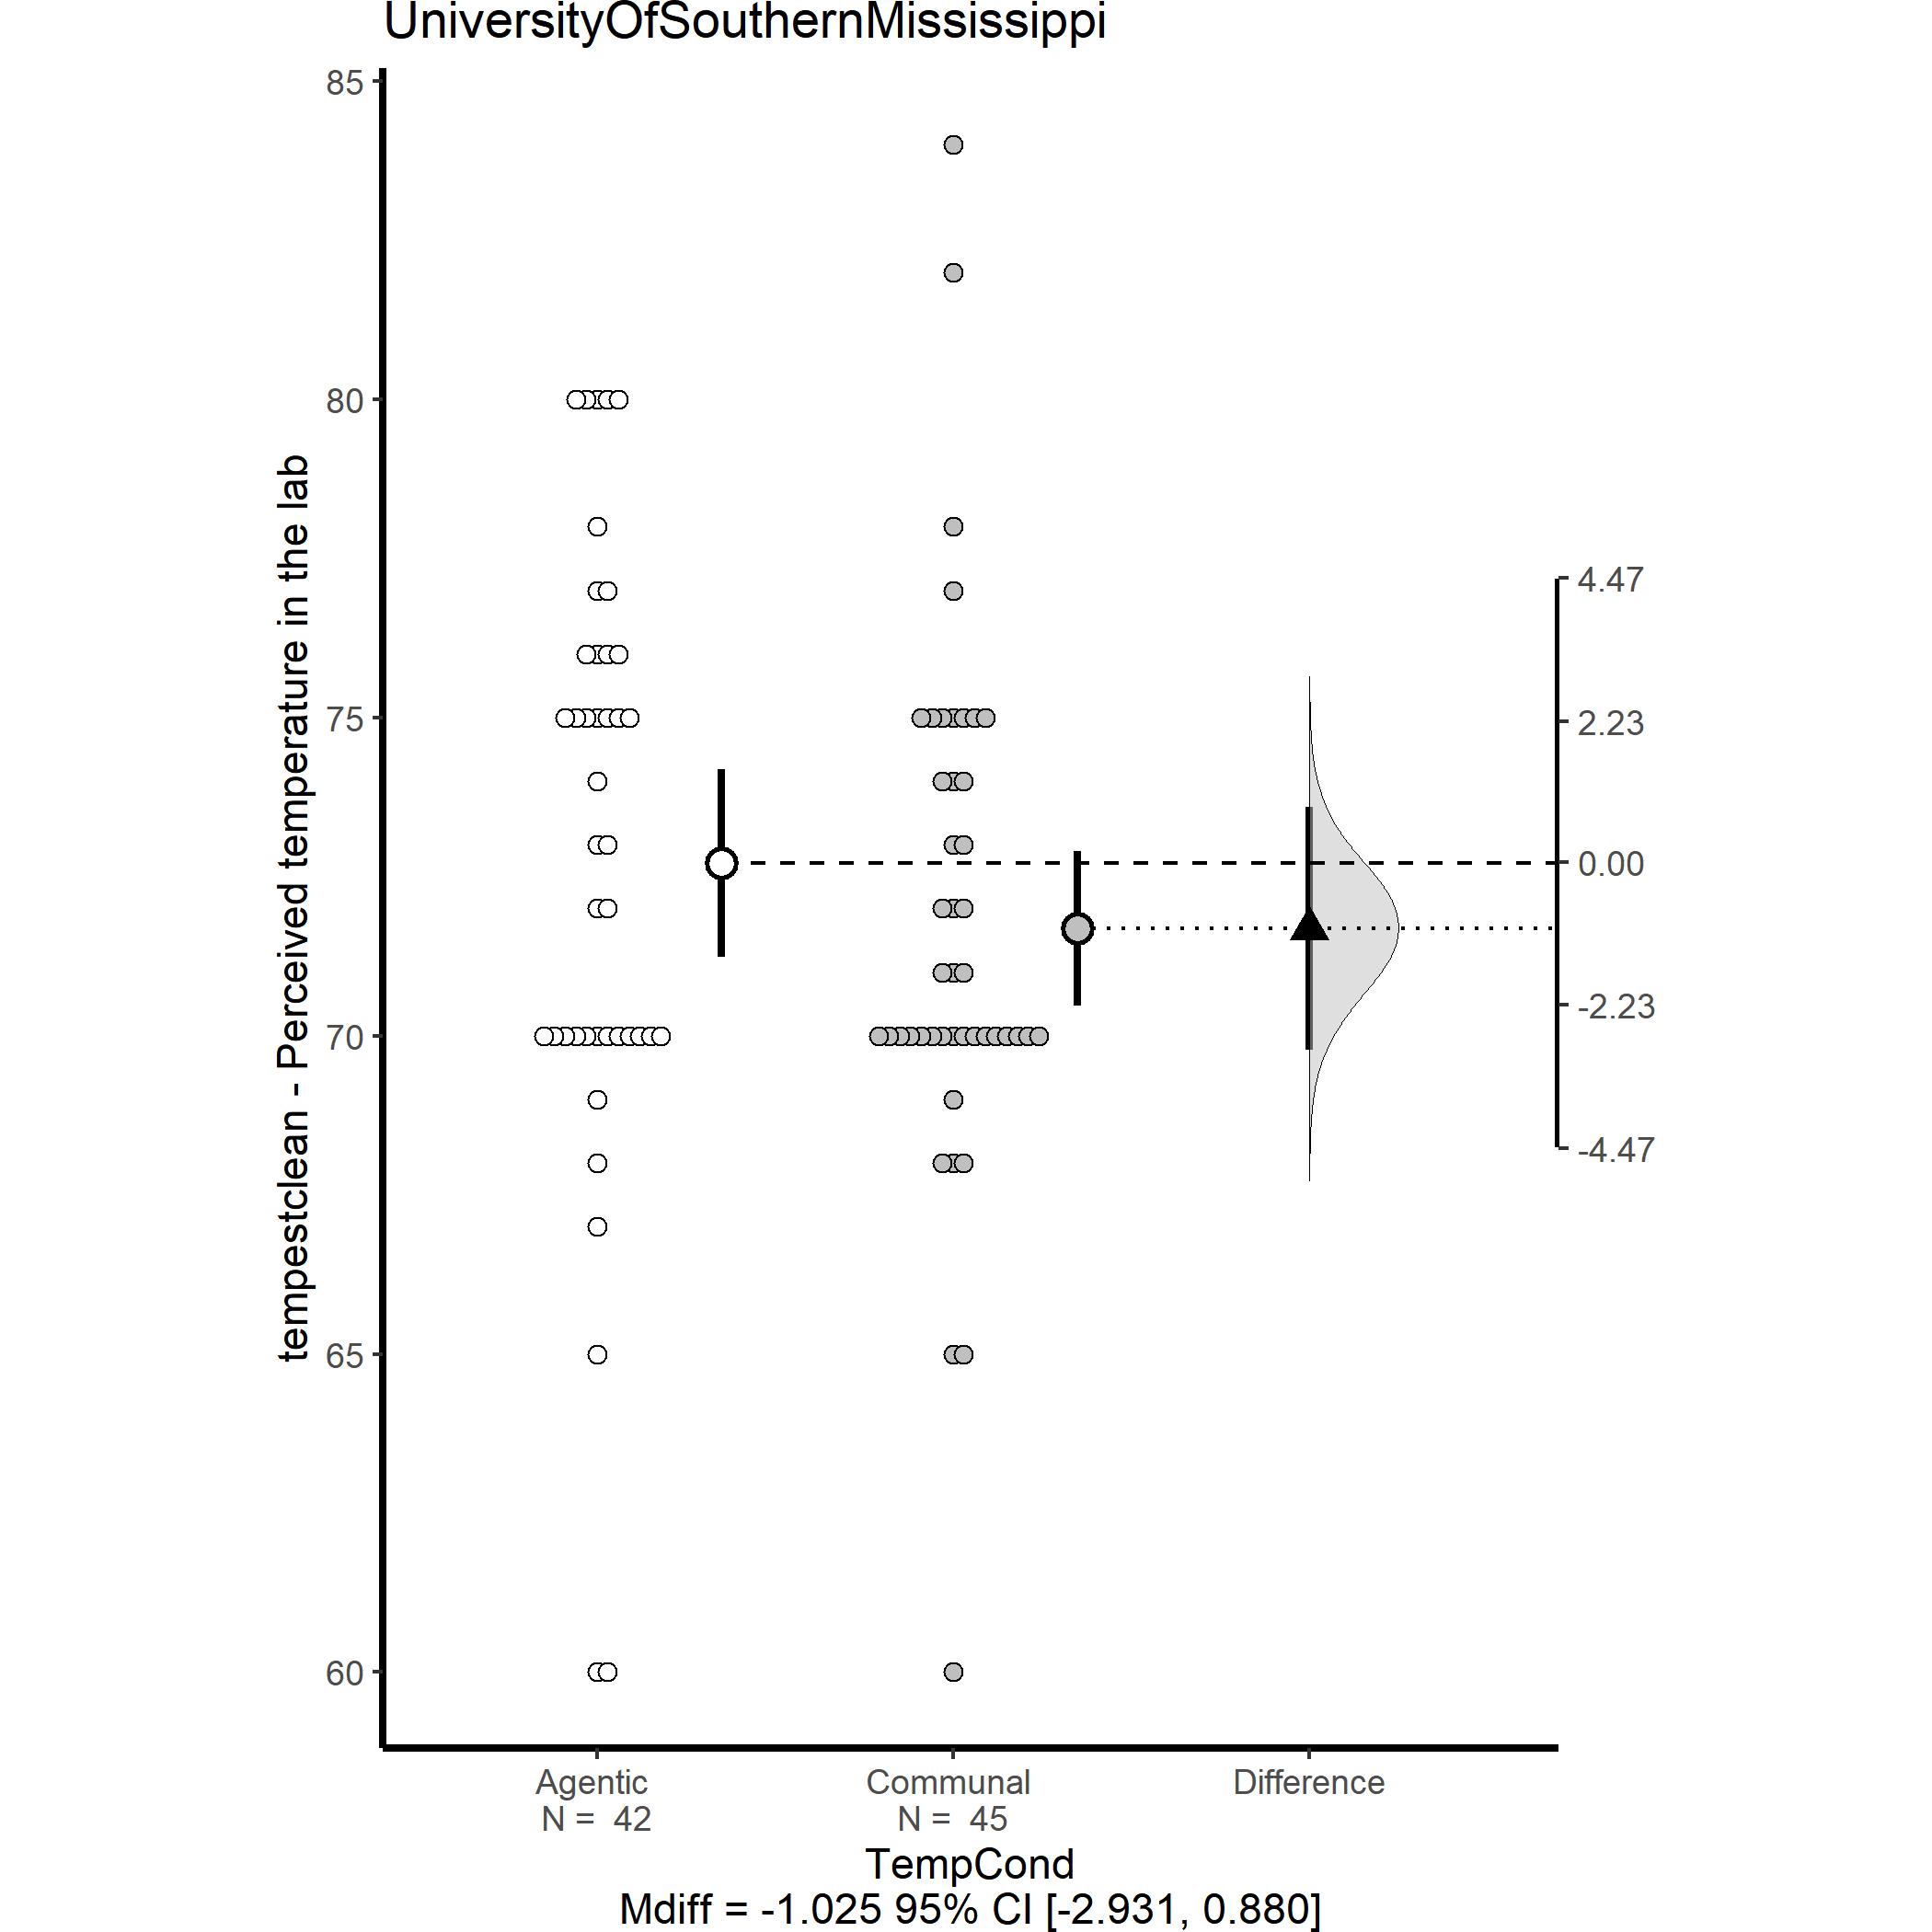 UniversityOfSouthernMississippi
tempestclean - Perceived temperature in the lab
85
80
75
70
65
60
4.47
2.23
0.00
-2.23
-4.47
Agentic
N = 42
Communal
N = 45
Difference
TempCond
Mdiff = -1.025 95% CI [-2.931, 0.880]